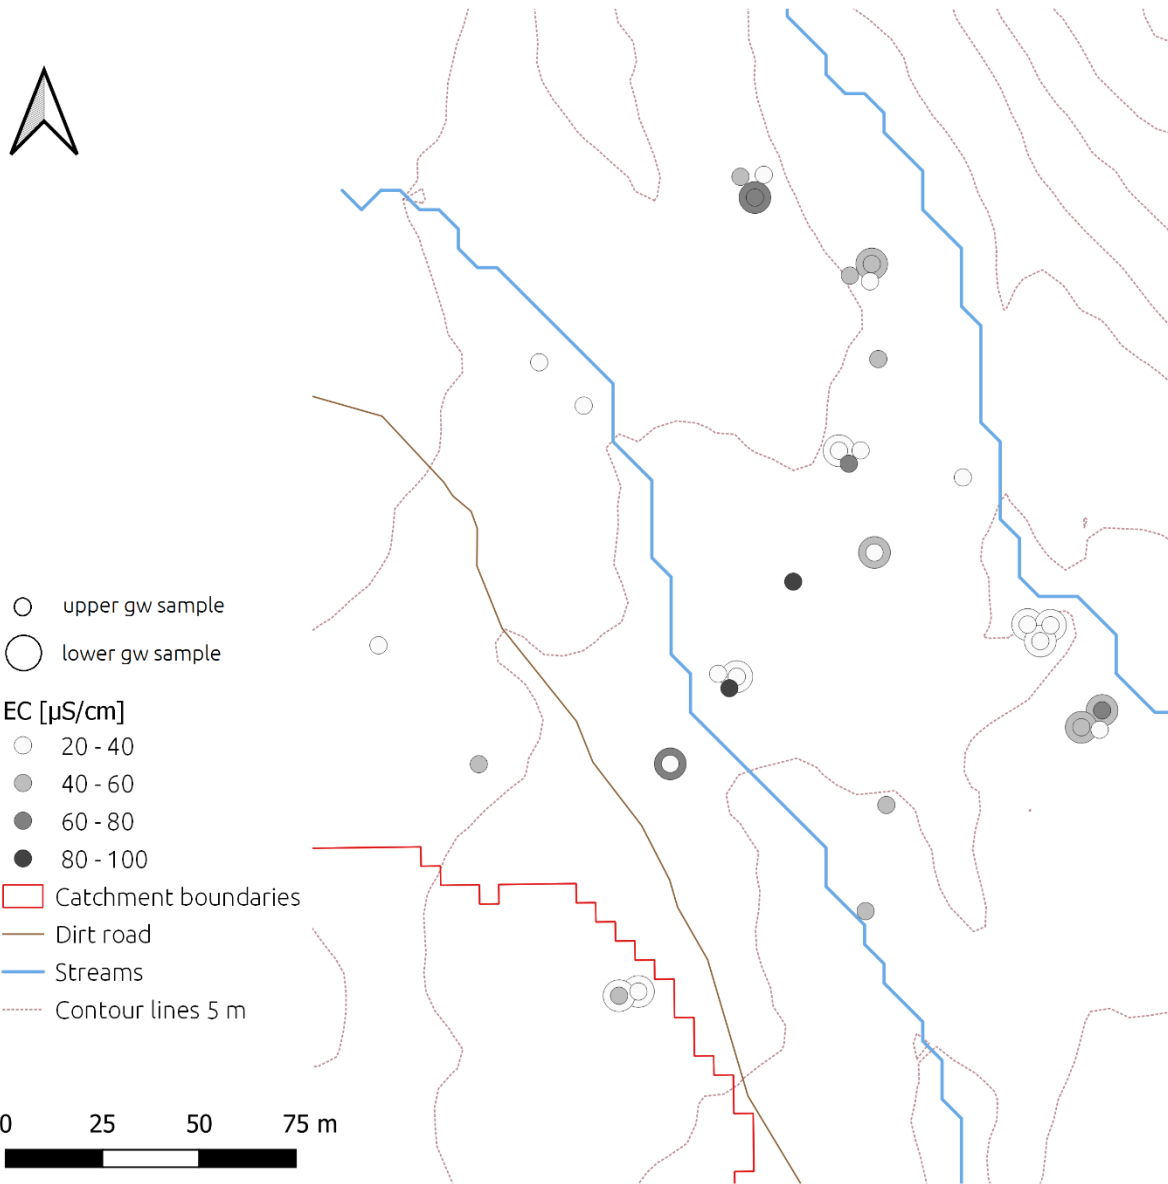 upper gw sample
lower gw sample
EC [µS/cm]
20 - 40
40 - 60
60 - 80
80 - 100
Catchment boundaries
Dirt road
Streams
Contour lines 5 m
0 25 50 75 m